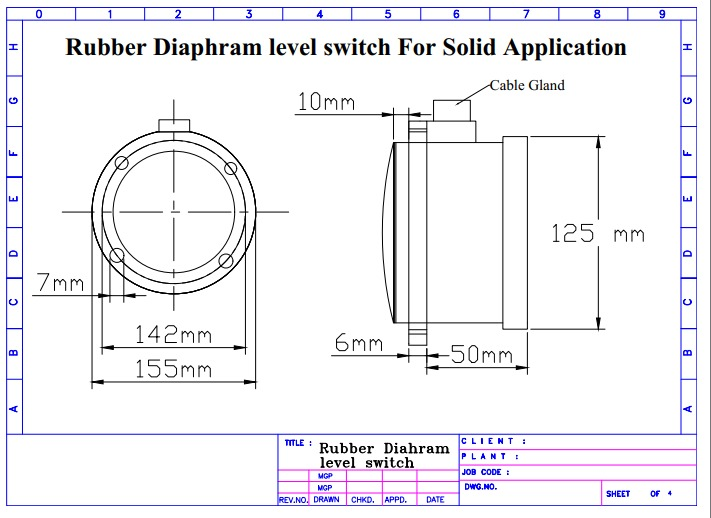 0 1 2 3 4 5 6 7 8 9
Rubber Diaphram level switch For Solid Application
H H
G G
F F
E E
D D
C C
B B
A A
Cable Gland
10mm
125 mm
7mm
142mm
155mm
6mm
50mm
TITLE :
Rubber Diahram
level switch
CLIENT :
PLANT :
JOB CODE :
DWG.NO.
MGP
MGP
REV.NO. DRAWN CHKD. APPD. DATE
SHEET OF 4